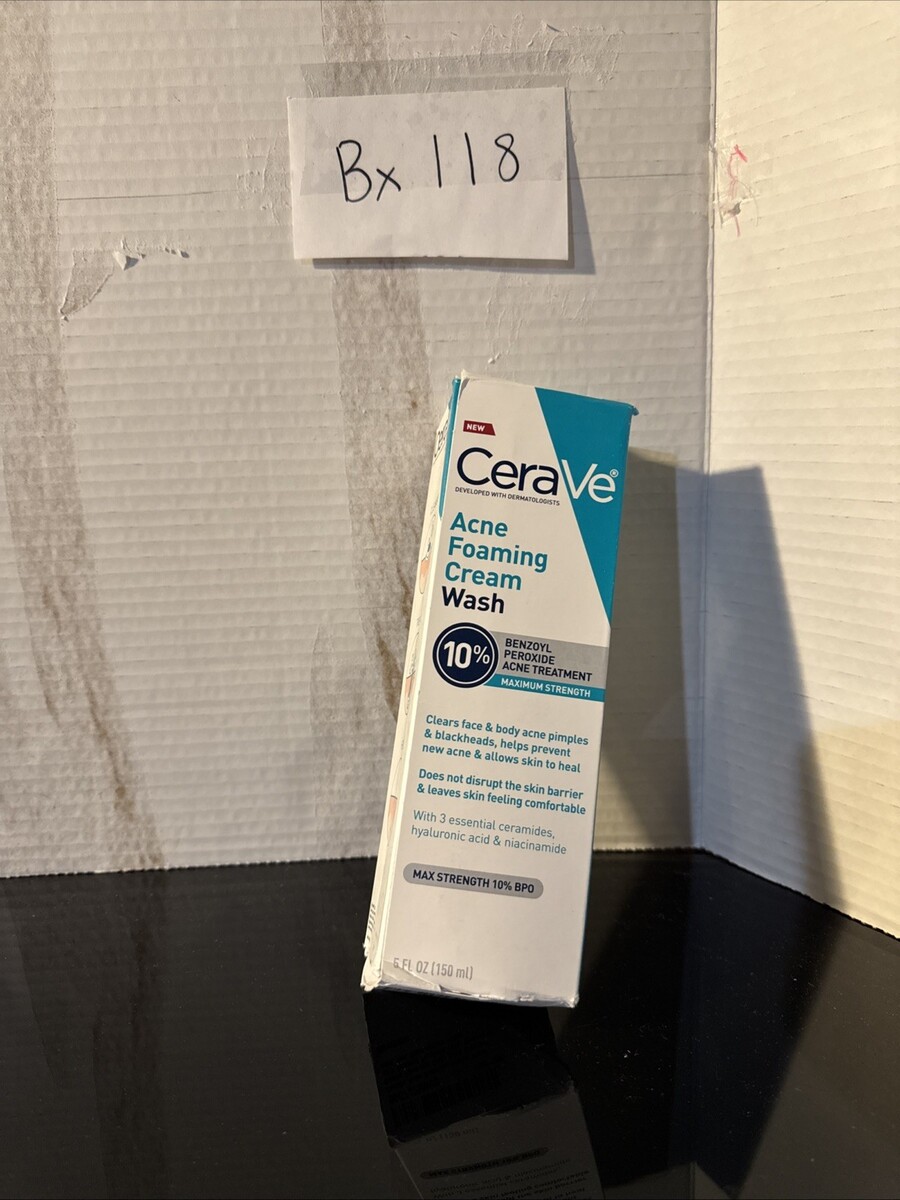 Bx 118
NEW
CeraVe®
DEVELOPED WITH DERMATOLOGISTS
Acne
Foaming
Cream
Wash
10%
BENZOYL
PEROXIDE
ACNE TREATMENT
MAXIMUM STRENGTH
Clears face & body acne pimples
& blackheads, helps prevent
new acne & allows skin to heal
Does not disrupt the skin barrier
& leaves skin feeling comfortable
With 3 essential ceramides,
hyaluronic acid & niacinamide
MAX STRENGTH 10% BPO
5 FL OZ (150 ml)